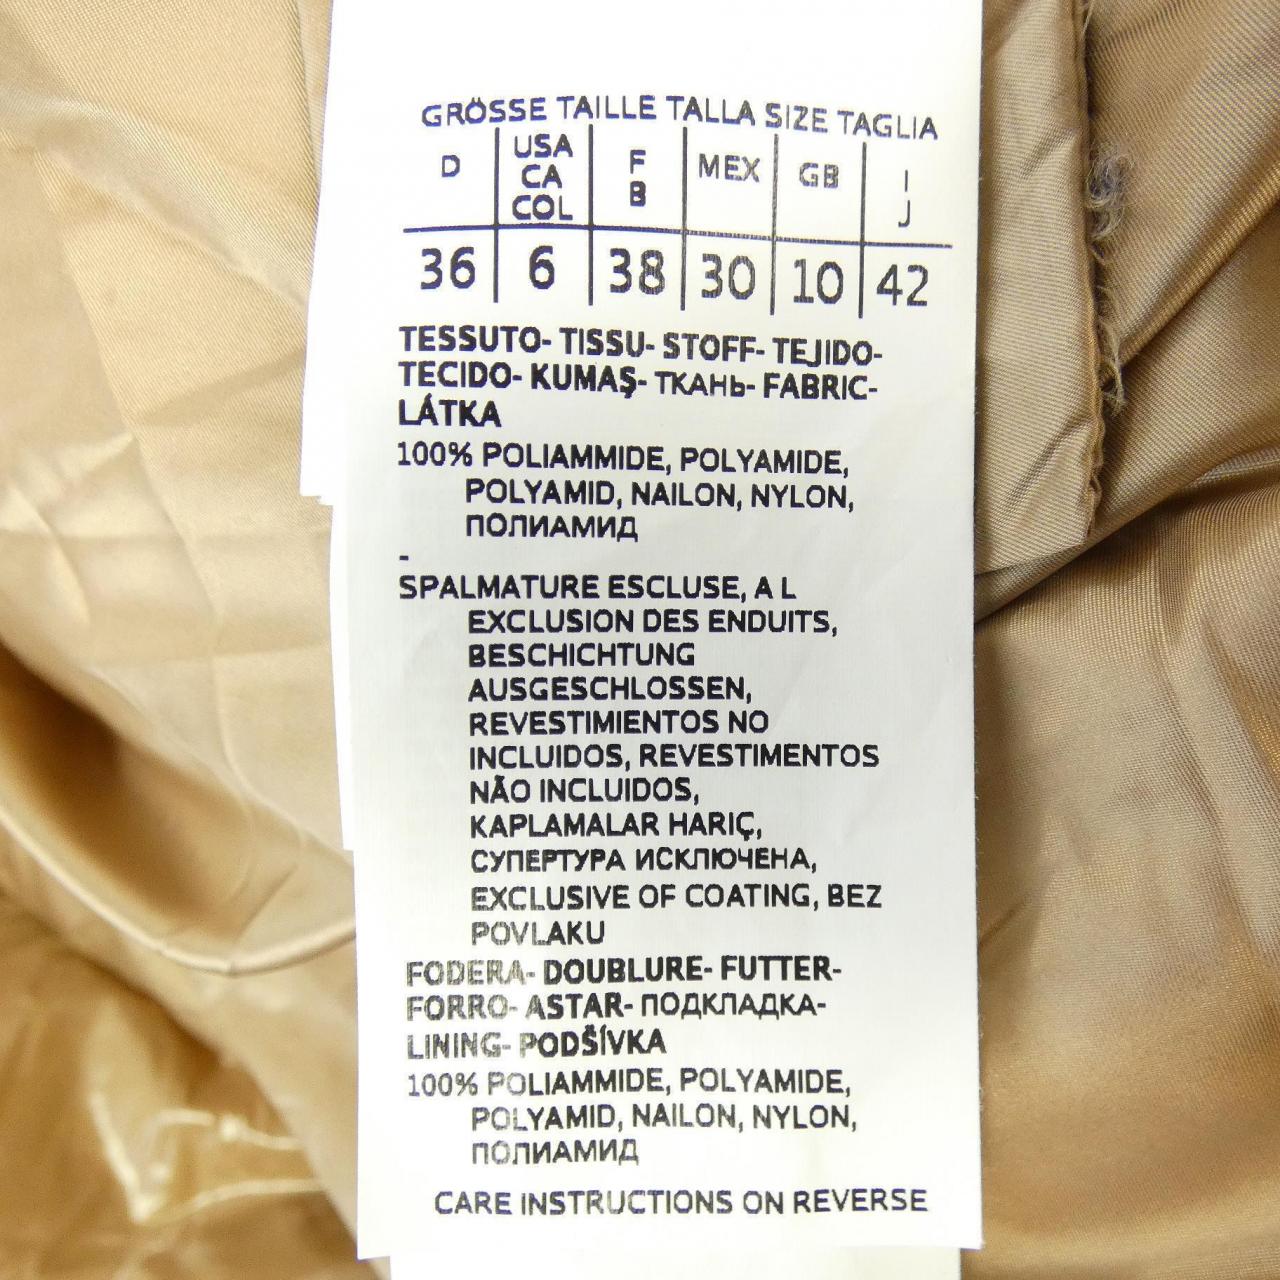 GRÖSSE TAILLE TALLA SIZE TAGLIA
D USA CA COL F B MEX GB I J
36 6 38 30 10 42
TESSUTO- TISSU- STOFF- TEJIDO-
TECIDO- KUMAŞ- ТКАНЬ- FABRIC-
LÁTKA
100% POLIAMMIDE, POLYAMIDE,
POLYAMID, NAILON, NYLON,
ПОЛИАМИД
-
SPALMATURE ESCLUSE, A L
EXCLUSION DES ENDUITS,
BESCHICHTUNG
AUSGESCHLOSSEN,
REVESTIMIENTOS NO
INCLUIDOS, REVESTIMENTOS
NÃO INCLUIDOS,
KAPLAMALAR HARIÇ,
СУПЕРТУРА ИСКЛЮЧЕНА,
EXCLUSIVE OF COATING, BEZ
POVLAKU
FODERA- DOUBLURE- FUTTER-
FORRO- ASTAR- ПОДКЛАДКА-
LINING- PODŠÍVKA
100% POLIAMMIDE, POLYAMIDE,
POLYAMID, NAILON, NYLON,
ПОЛИАМИД
CARE INSTRUCTIONS ON REVERSE